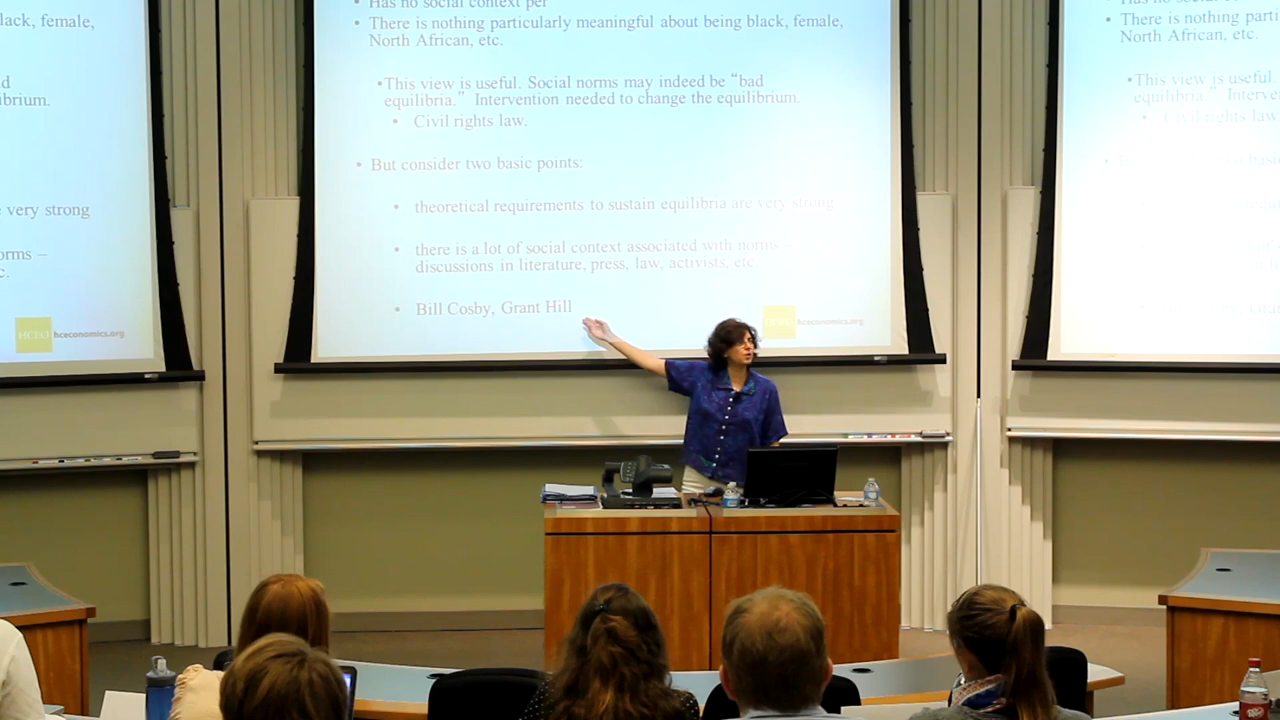 • Has no social context per
• There is nothing particularly meaningful about being black, female,
North African, etc.
•This view is useful. Social norms may indeed be “bad
equilibria.” Intervention needed to change the equilibrium.
• Civil rights law.
• But consider two basic points:
• theoretical requirements to sustain equilibria are very strong
• there is a lot of social context associated with norms –
discussions in literature, press, law, activists, etc.
• Bill Cosby, Grant Hill
HCEO hceconomics.org
black, female,
very strong
orms –
c.
HCEO hceconomics.org
• There is nothing parti
North African, etc.
•This view is useful.
equilibria.” Interve
• Civil rights law